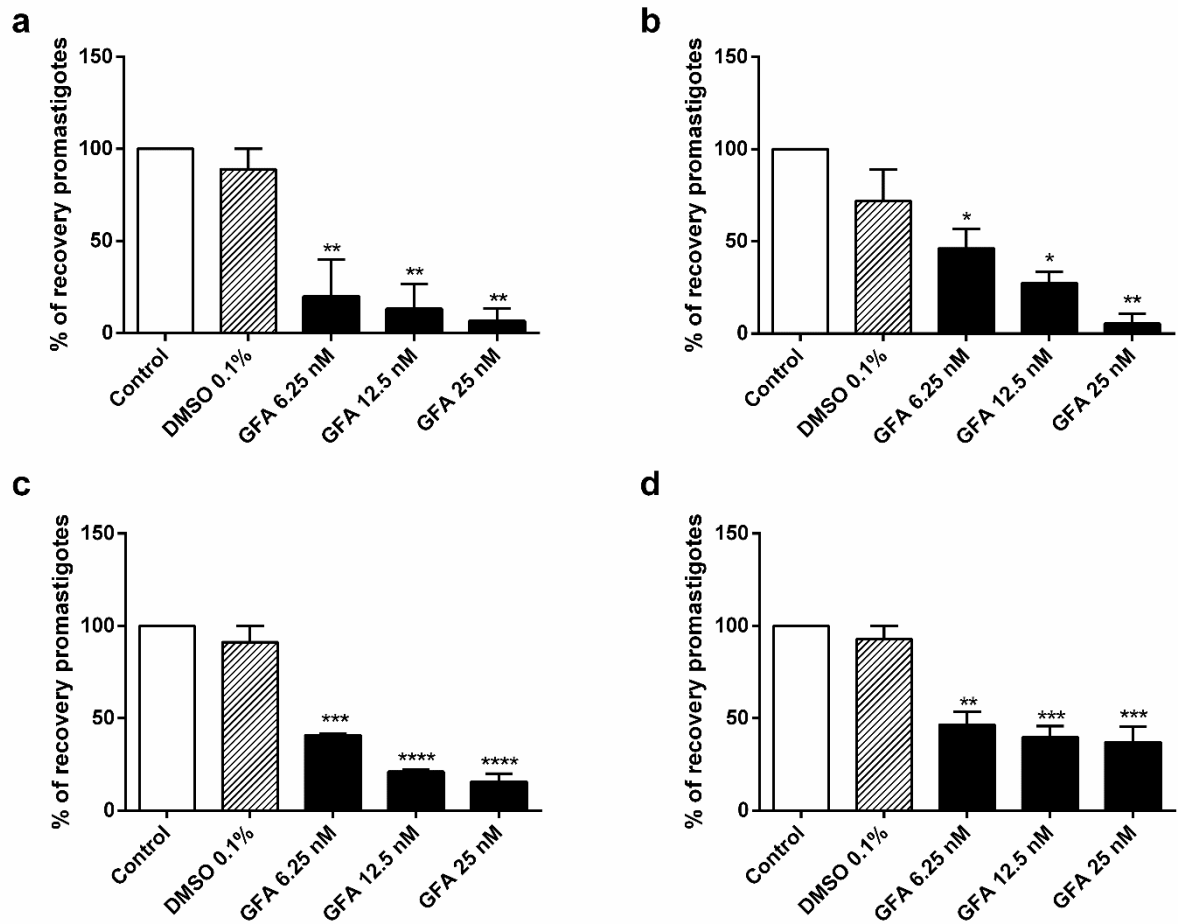 a
% of recovery promastigotes
150
100
50
0
**
**
**
Control
DMSO 0.1%
GFA 6.25 nM
GFA 12.5 nM
GFA 25 nM
b
% of recovery promastigotes
150
100
50
0
*
*
**
Control
DMSO 0.1%
GFA 6.25 nM
GFA 12.5 nM
GFA 25 nM
c
% of recovery promastigotes
150
100
50
0
***
****
****
Control
DMSO 0.1%
GFA 6.25 nM
GFA 12.5 nM
GFA 25 nM
d
% of recovery promastigotes
150
100
50
0
**
***
***
Control
DMSO 0.1%
GFA 6.25 nM
GFA 12.5 nM
GFA 25 nM